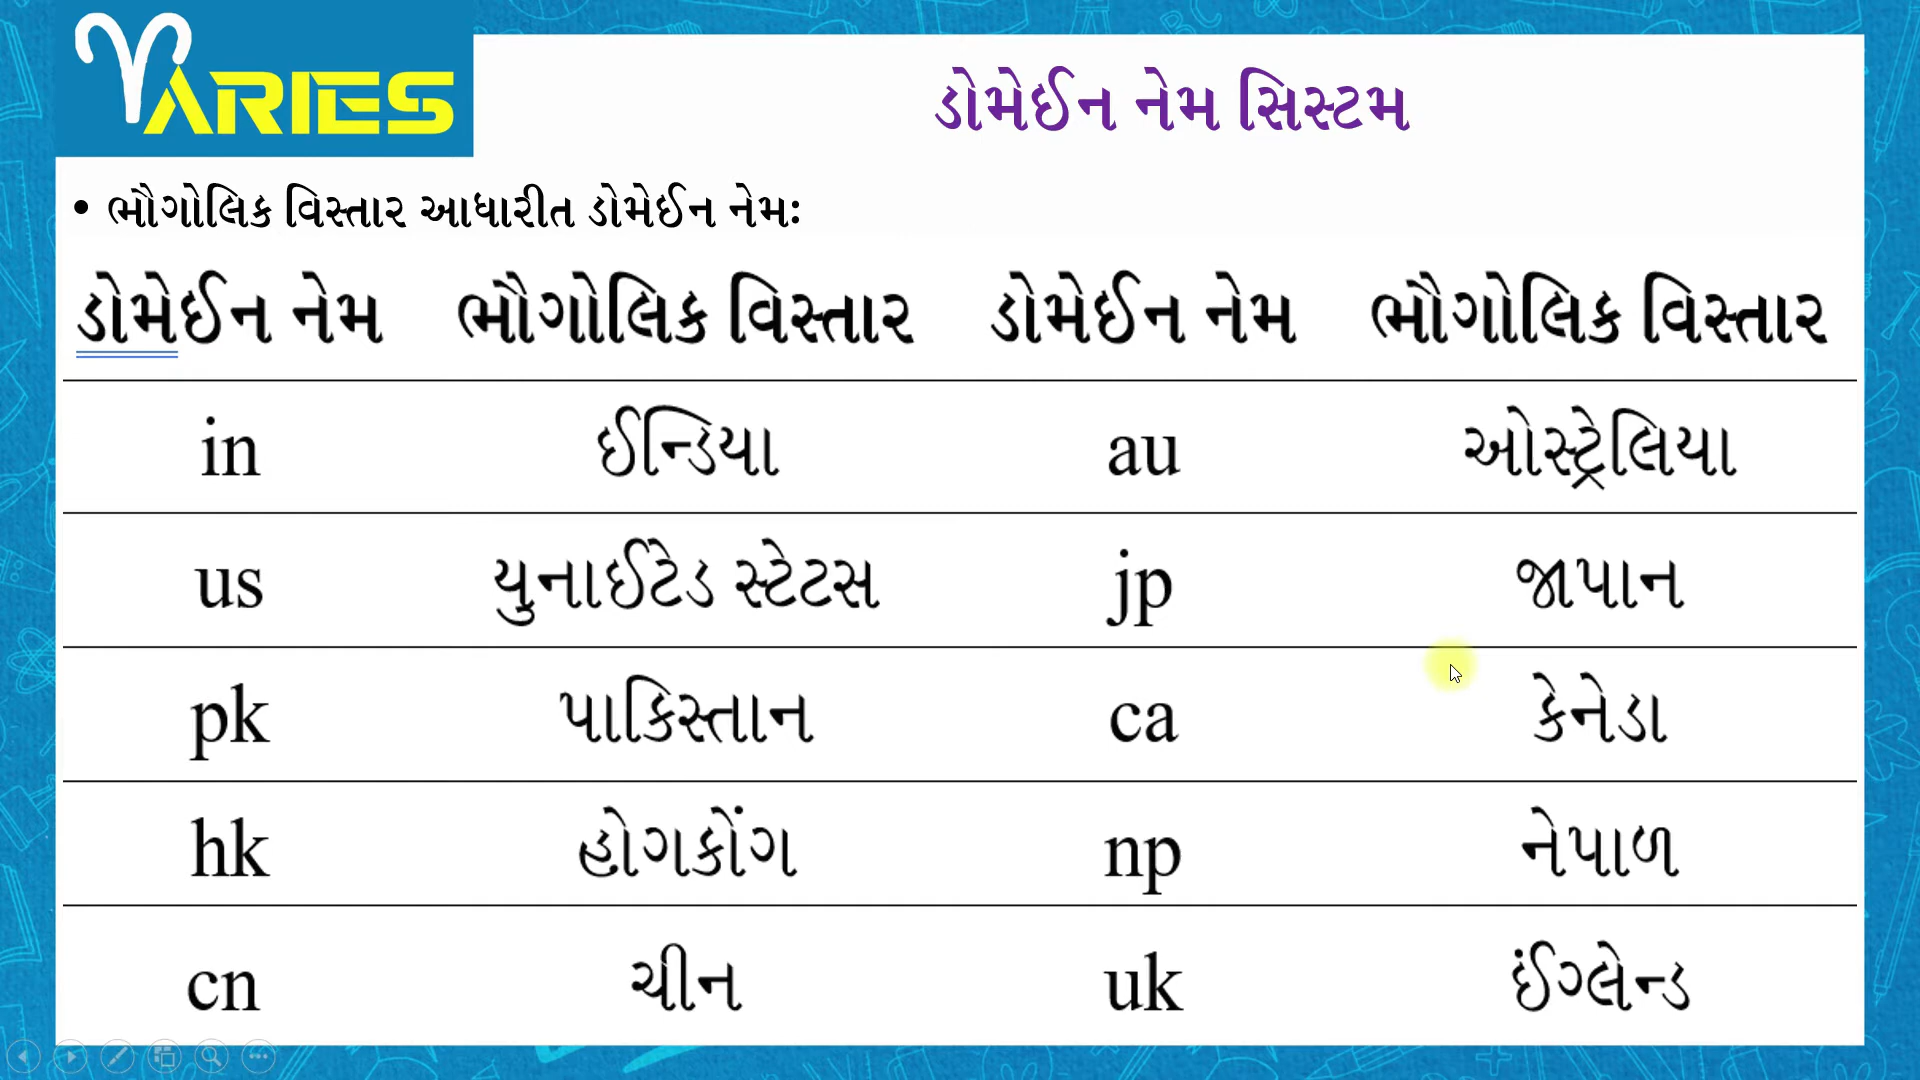 ARIES
ડોમેઈન નેમ સિસ્ટમ
• ભૌગોલિક વિસ્તાર આધારીત ડોમેઈન નેમઃ
ડોમેઈન નેમ ભૌગોલિક વિસ્તાર ડોમેઈન નેમ ભૌગોલિક વિસ્તાર
in ઈન્ડિયા au ઓસ્ટ્રેલિયા
us યુનાઈટેડ સ્ટેટસ jp જાપાન
pk પાકિસ્તાન ca કેનેડા
hk હોગકોંગ np નેપાળ
cn ચીન uk ઈંગ્લેન્ડ